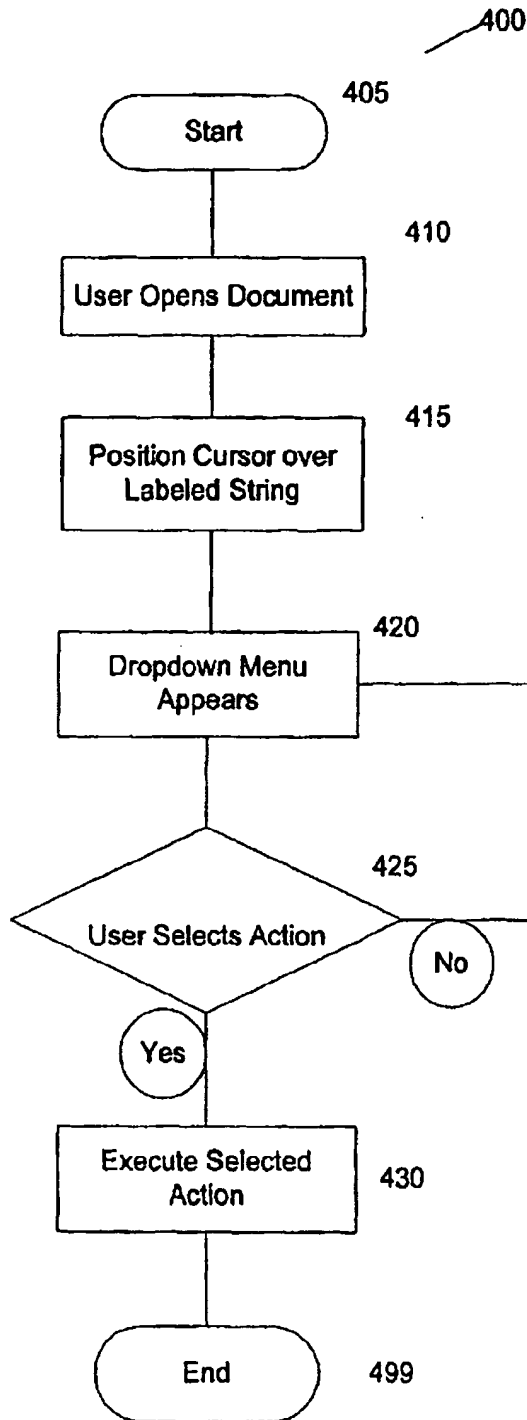 400
405
Start
410
User Opens Document
415
Position Cursor over
Labeled String
420
Dropdown Menu
Appears
425
User Selects Action
No
Yes
Execute Selected
Action
430
End
499